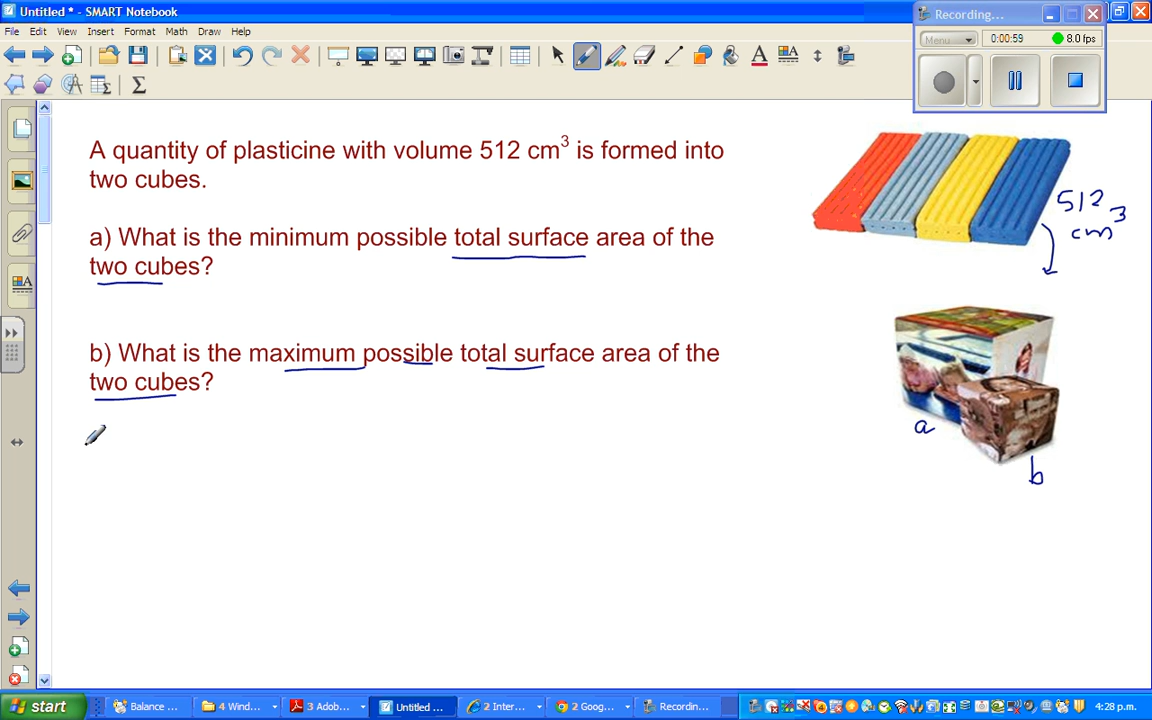 Untitled * - SMART Notebook
File Edit View Insert Format Math Draw Help
Recording...
Menu 0:00:59 8.0 fps
A quantity of plasticine with volume 512 cm³ is formed into
two cubes.
a) What is the minimum possible total surface area of the
two cubes?
b) What is the maximum possible total surface area of the
two cubes?
512
cm³
a
b
start Balance ... 4 Wind... 3 Adob... Untitled ... 2 Inter... 2 Goog... Recording... 4:28 p.m.